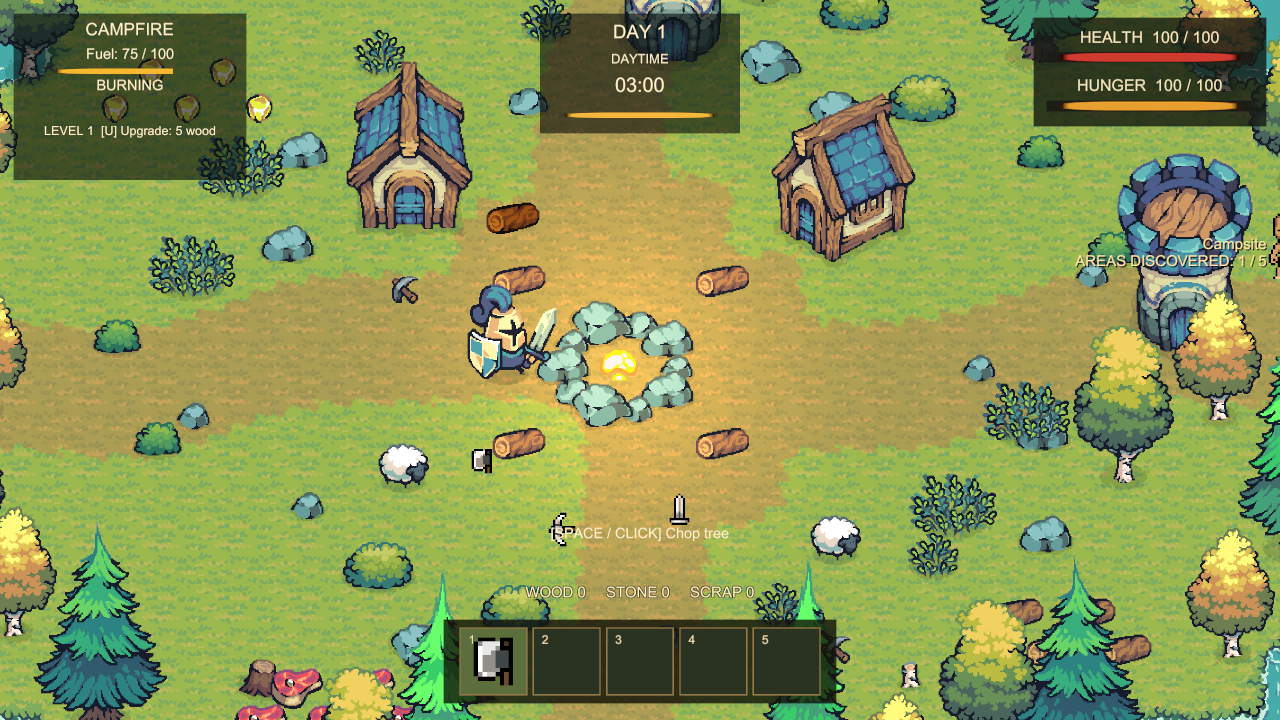 CAMPFIRE
Fuel: 75 / 100
BURNING
LEVEL 1 [U] Upgrade: 5 wood
DAY 1
DAYTIME
03:00
HEALTH 100 / 100
HUNGER 100 / 100
Campsite
AREAS DISCOVERED: 1 / 5
PACE / CLICK] Chop tree
WOOD 0 STONE 0 SCRAP 0
1 2 3 4 5